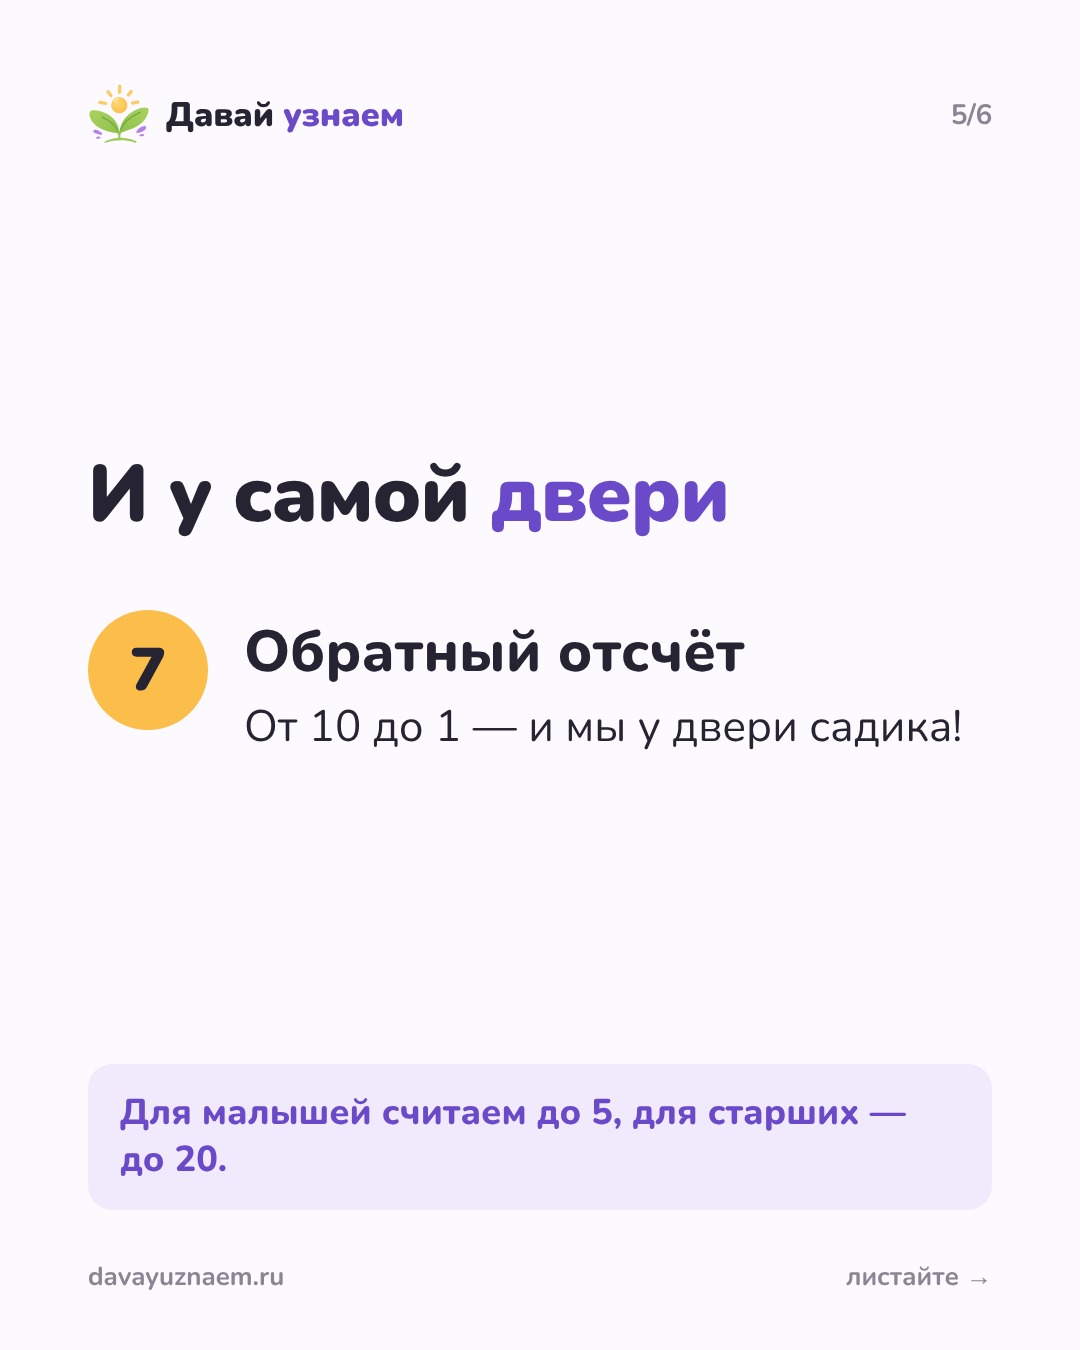 Давай узнаем
5/6
И у самой двери
7
Обратный отсчёт
От 10 до 1 — и мы у двери садика!
Для малышей считаем до 5, для старших —
до 20.
davayuznaem.ru
листайте →